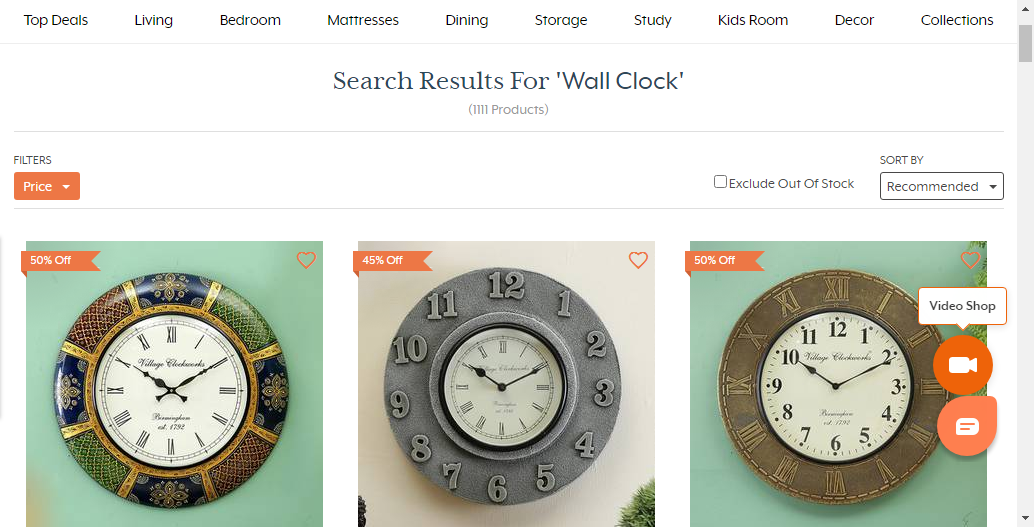 Top Deals Living Bedroom Mattresses Dining Storage Study Kids Room Decor Collections
Search Results For 'Wall Clock'
(1111 Products)
FILTERS
SORT BY
Price
Exclude Out Of Stock
Recommended
50% Off
45% Off
50% Off
Video Shop
XII
Village Clockworks
Birmingham
est. 1792
12
1
2
3
4
5
6
7
8
9
10
11
Village Clockworks
Birmingham
12
1
2
3
4
5
6
7
8
9
10
11
Village Clockworks
Birmingham
est. 1792